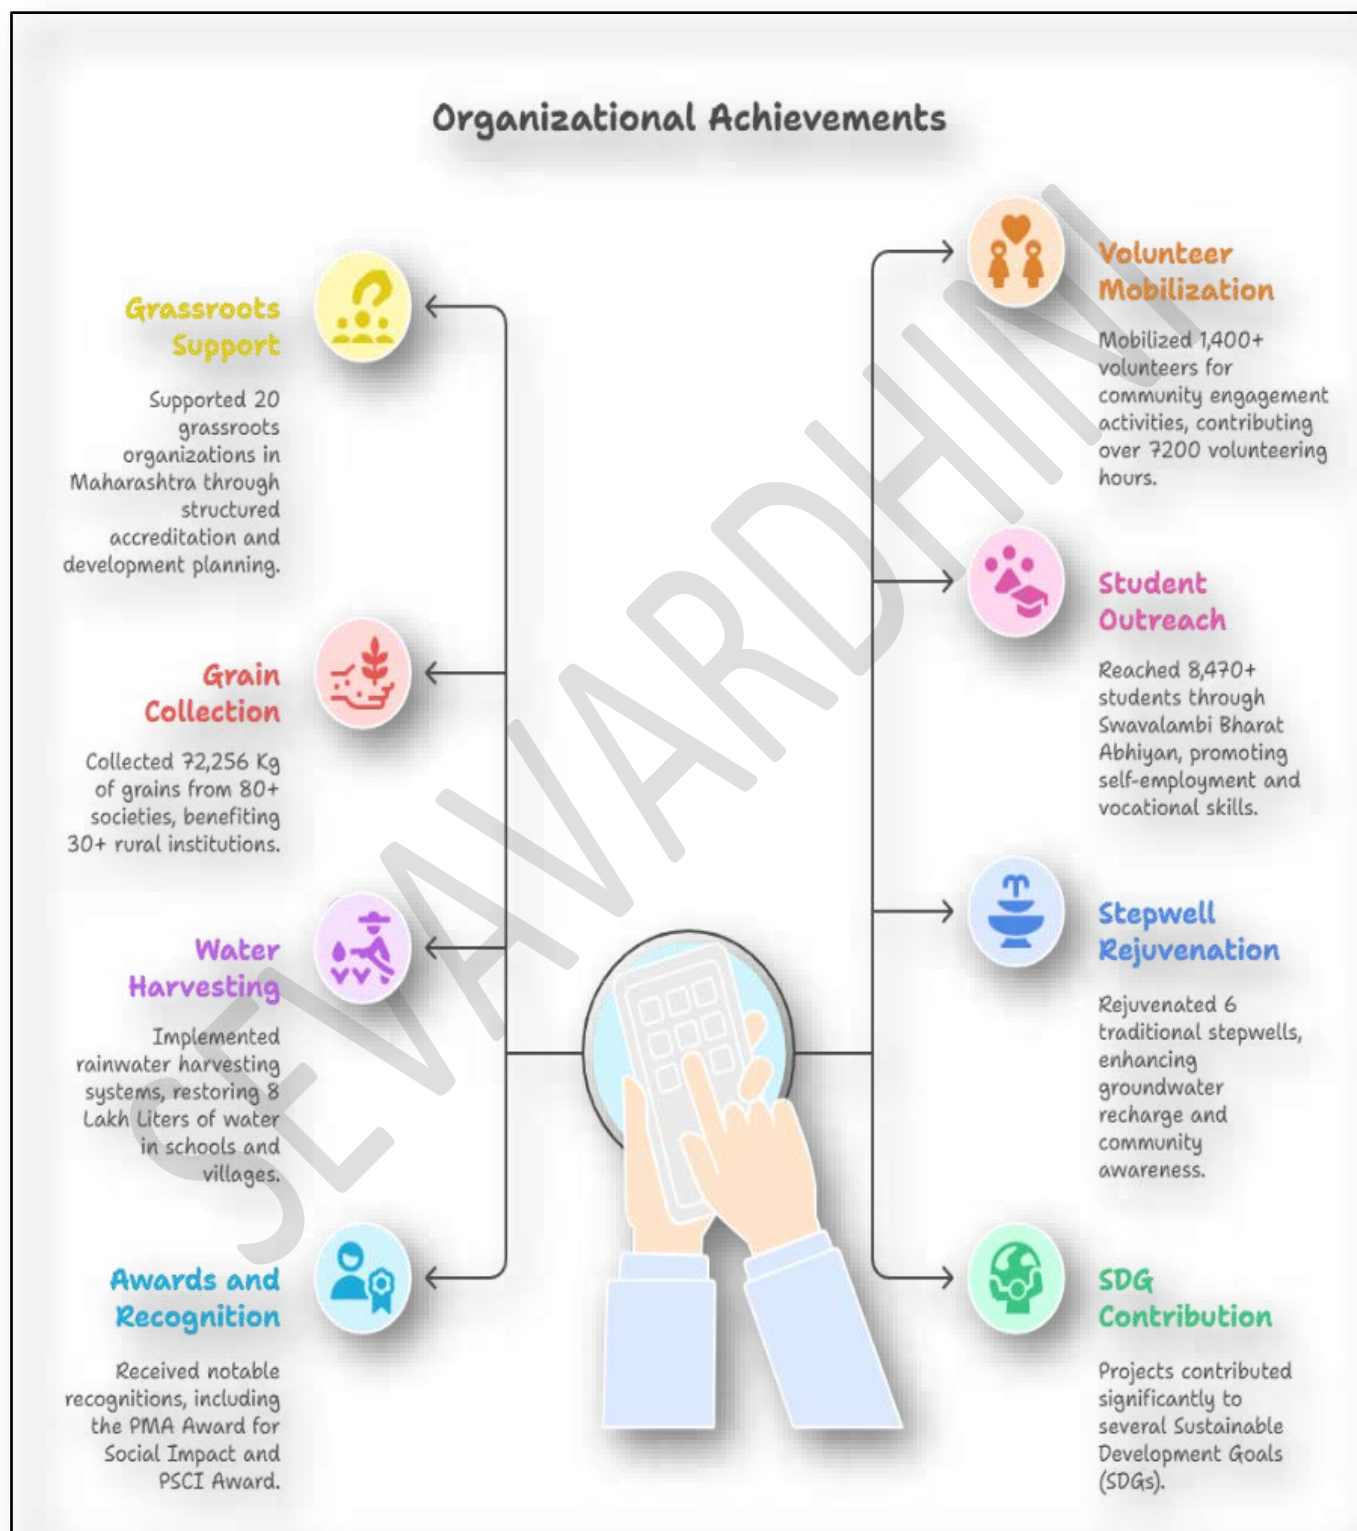 Organizational Achievements
Grassroots
Support
Supported 20
grassroots
organizations in
Maharashtra through
structured
accreditation and
development planning.
Grain
Collection
Collected 72,256 Kg
of grains from 80+
societies, benefiting
30+ rural institutions.
Water
Harvesting
Implemented
rainwater harvesting
systems, restoring 8
Lakh Liters of water
in schools and
villages.
Awards and
Recognition
Received notable
recognitions, including
the PMA Award for
Social Impact and
PSCI Award.
Volunteer
Mobilization
Mobilized 1,400+
volunteers for
community engagement
activities, contributing
over 7200 volunteering
hours.
Student
Outreach
Reached 8,470+
students through
Swavalambi Bharat
Abhiyan, promoting
self-employment and
vocational skills.
Stepwell
Rejuvenation
Rejuvenated 6
traditional stepwells,
enhancing
groundwater
recharge and
community
awareness.
SDG
Contribution
Projects contributed
significantly to
several Sustainable
Development Goals
(SDGs).
SEVAVARDHINI